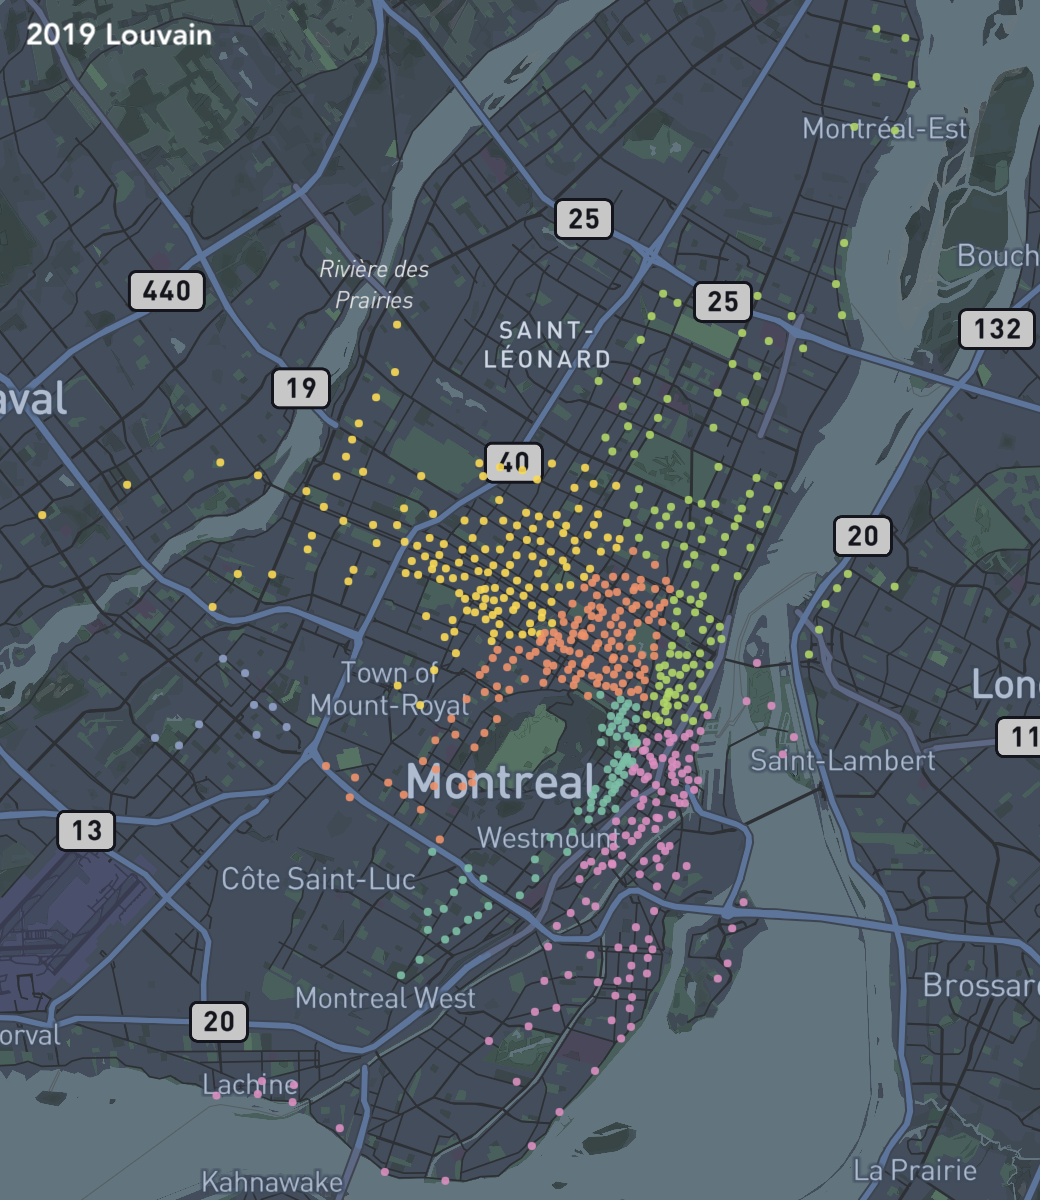 2019 Louvain
Montréal-Est
25
Bouch
Rivière des
Prairies
440
25
SAINT-
LÉONARD
132
19
aval
40
20
Town of
Mount-Royal
Lon
11
Saint-Lambert
Montreal
13
Westmount
Côte Saint-Luc
Brossar
Montreal West
20
orval
Lachine
La Prairie
Kahnawake